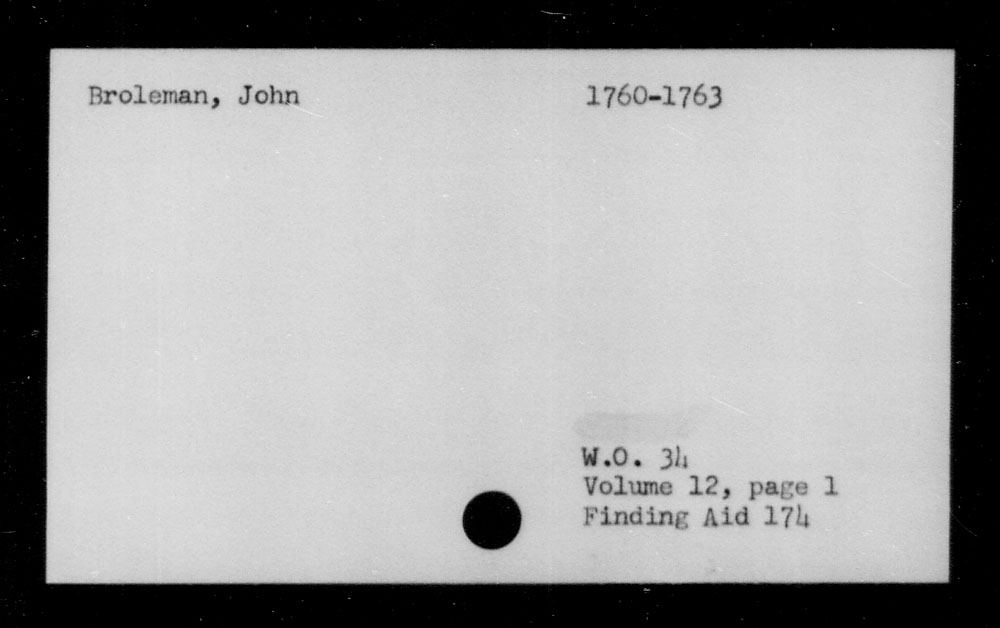 Broleman, John 1760-1763
W.O. 34
Volume 12, page 1
Finding Aid 174